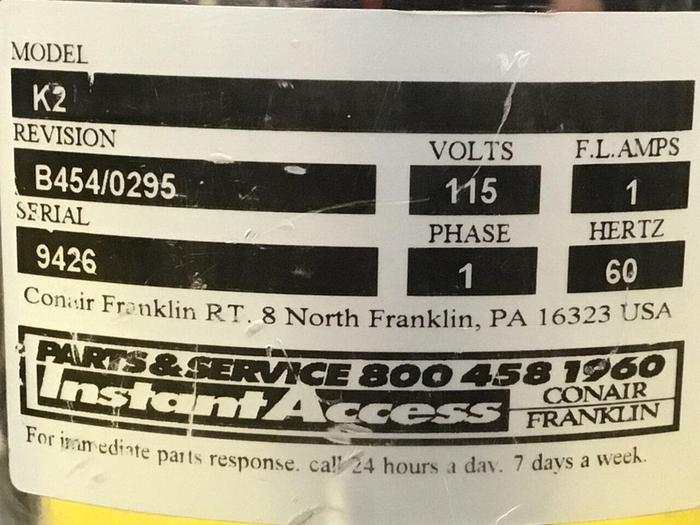 MODEL
K2
REVISION VOLTS F.L.AMPS
B454/0295 115 1
SERIAL PHASE HERTZ
9426 1 60
Conair Franklin RT. 8 North Franklin, PA 16323 USA
PARTS & SERVICE 800 458 1960
Instant Access CONAIR
FRANKLIN
For immediate parts response. call 24 hours a day. 7 days a week.